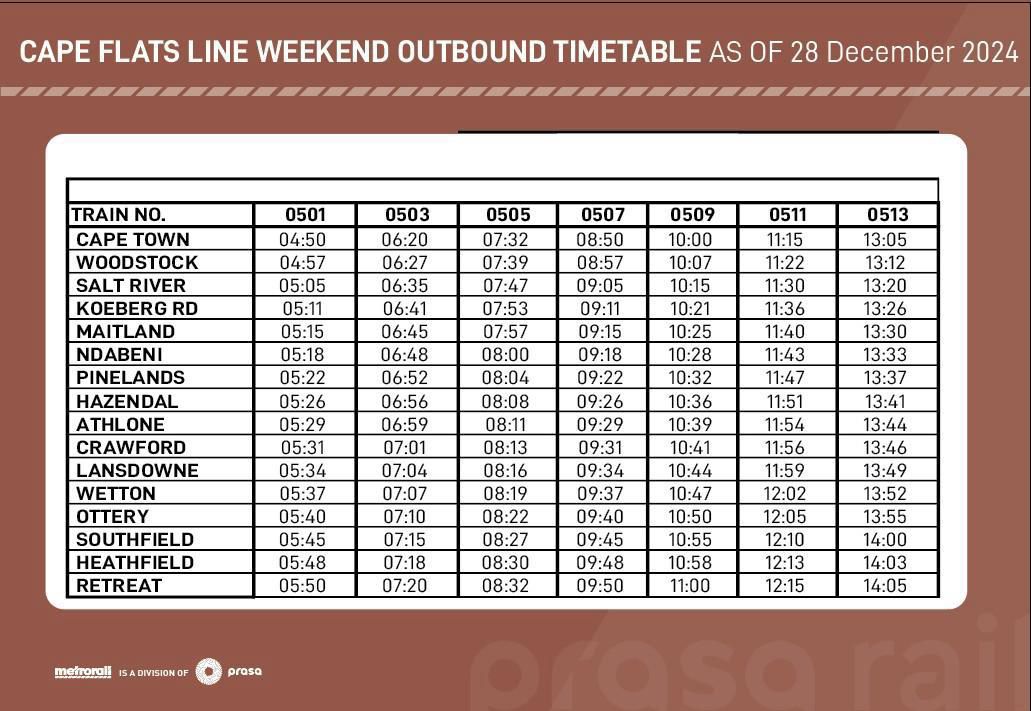 CAPE FLATS LINE WEEKEND OUTBOUND TIMETABLE AS OF 28 December 2024
TRAIN NO. 0501 0503 0505 0507 0509 0511 0513
CAPE TOWN 04:50 06:20 07:32 08:50 10:00 11:15 13:05
WOODSTOCK 04:57 06:27 07:39 08:57 10:07 11:22 13:12
SALT RIVER 05:05 06:35 07:47 09:05 10:15 11:30 13:20
KOEBERG RD 05:11 06:41 07:53 09:11 10:21 11:36 13:26
MAITLAND 05:15 06:45 07:57 09:15 10:25 11:40 13:30
NDABENI 05:18 06:48 08:00 09:18 10:28 11:43 13:33
PINELANDS 05:22 06:52 08:04 09:22 10:32 11:47 13:37
HAZENDAL 05:26 06:56 08:08 09:26 10:36 11:51 13:41
ATHLONE 05:29 06:59 08:11 09:29 10:39 11:54 13:44
CRAWFORD 05:31 07:01 08:13 09:31 10:41 11:56 13:46
LANSDOWNE 05:34 07:04 08:16 09:34 10:44 11:59 13:49
WETTON 05:37 07:07 08:19 09:37 10:47 12:02 13:52
OTTERY 05:40 07:10 08:22 09:40 10:50 12:05 13:55
SOUTHFIELD 05:45 07:15 08:27 09:45 10:55 12:10 14:00
HEATHFIELD 05:48 07:18 08:30 09:48 10:58 12:13 14:03
RETREAT 05:50 07:20 08:32 09:50 11:00 12:15 14:05
metrorail IS A DIVISION OF prasa
prasa rail